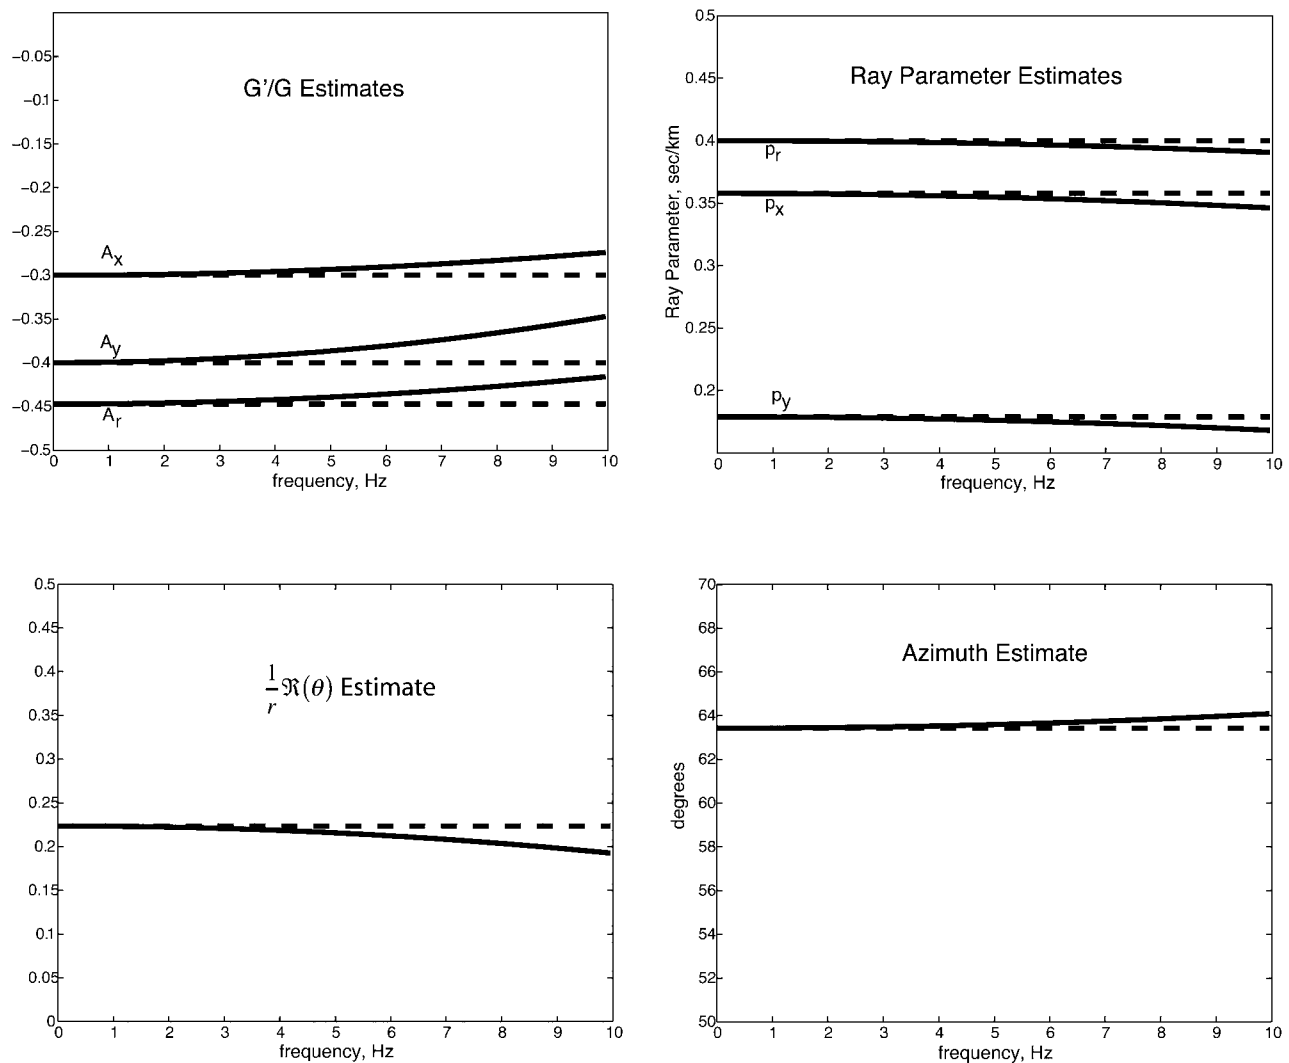 G'/G Estimates
−0.05
−0.1
−0.15
−0.2
−0.25
−0.3
−0.35
−0.4
−0.45
−0.5
A_x
A_y
A_r
0 1 2 3 4 5 6 7 8 9 10
frequency, Hz
Ray Parameter Estimates
Ray Parameter, sec/km
0.5
0.45
0.4
0.35
0.3
0.25
0.2
p_r
p_x
p_y
0 1 2 3 4 5 6 7 8 9 10
frequency, Hz
1/r ℜ(θ) Estimate
0.5
0.45
0.4
0.35
0.3
0.25
0.2
0.15
0.1
0.05
0
0 1 2 3 4 5 6 7 8 9 10
frequency, Hz
Azimuth Estimate
degrees
70
68
66
64
62
60
58
56
54
52
50
0 1 2 3 4 5 6 7 8 9 10
frequency, Hz